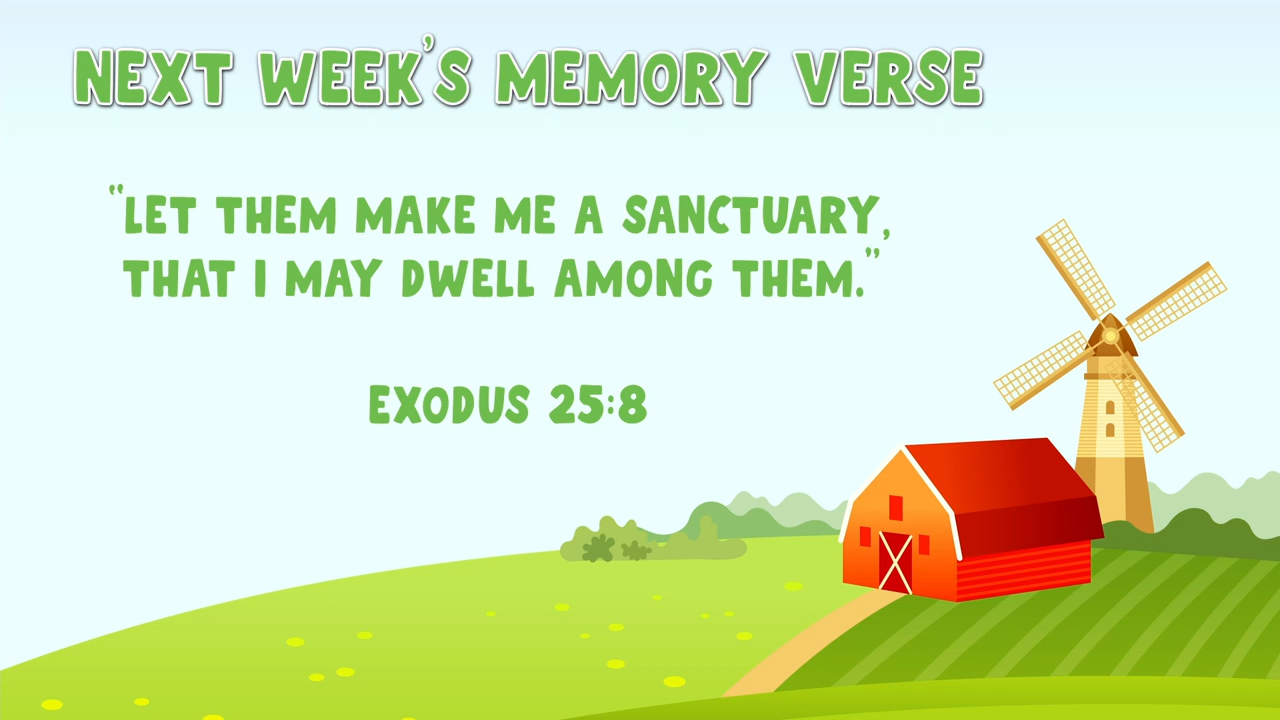 NEXT WEEK'S MEMORY VERSE
"LET THEM MAKE ME A SANCTUARY,
THAT I MAY DWELL AMONG THEM."
EXODUS 25:8